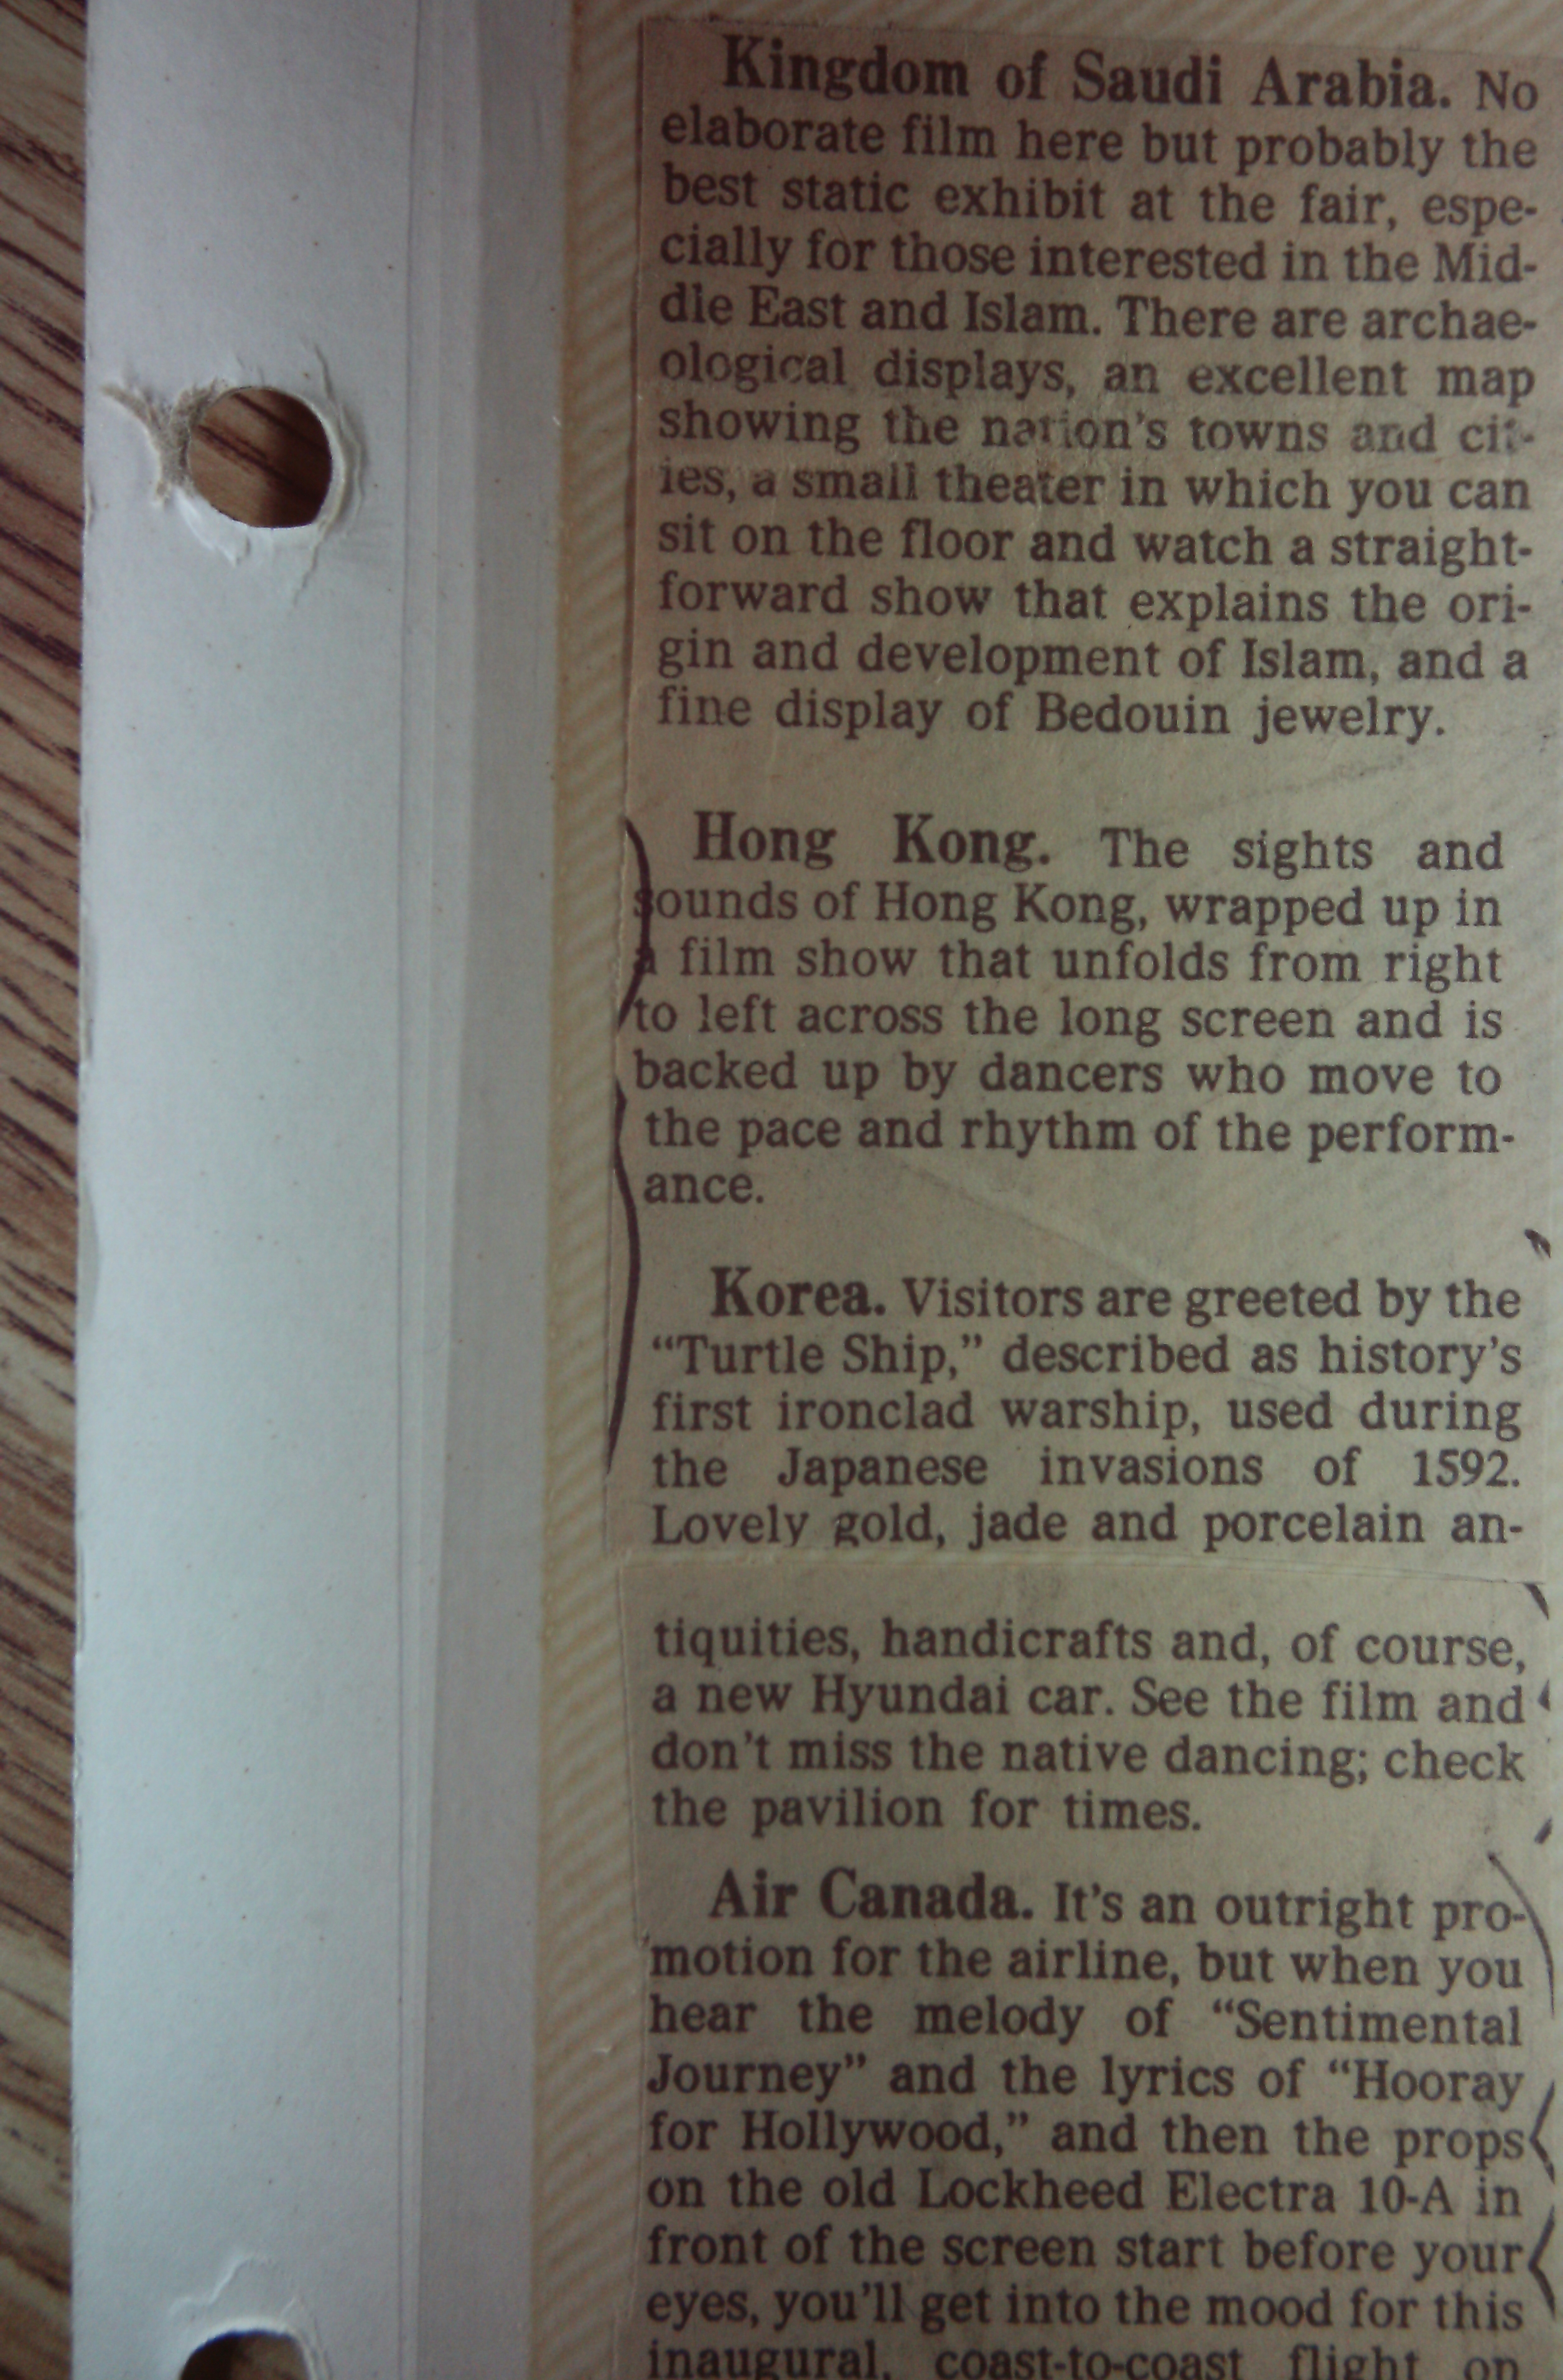 Kingdom of Saudi Arabia. No
elaborate film here but probably the
best static exhibit at the fair, espe-
cially for those interested in the Mid-
dle East and Islam. There are archae-
ological displays, an excellent map
showing the nation's towns and cit-
ies, a small theater in which you can
sit on the floor and watch a straight-
forward show that explains the ori-
gin and development of Islam, and a
fine display of Bedouin jewelry.
Hong Kong. The sights and
sounds of Hong Kong, wrapped up in
a film show that unfolds from right
to left across the long screen and is
backed up by dancers who move to
the pace and rhythm of the perform-
ance.
Korea. Visitors are greeted by the
“Turtle Ship,” described as history's
first ironclad warship, used during
the Japanese invasions of 1592.
Lovely gold, jade and porcelain an-
tiquities, handicrafts and, of course,
a new Hyundai car. See the film and
don't miss the native dancing; check
the pavilion for times.
Air Canada. It's an outright pro-
motion for the airline, but when you
hear the melody of “Sentimental
Journey” and the lyrics of “Hooray
for Hollywood,” and then the props
on the old Lockheed Electra 10-A in
front of the screen start before your
eyes, you'll get into the mood for this
inaugural, coast-to-coast flight on